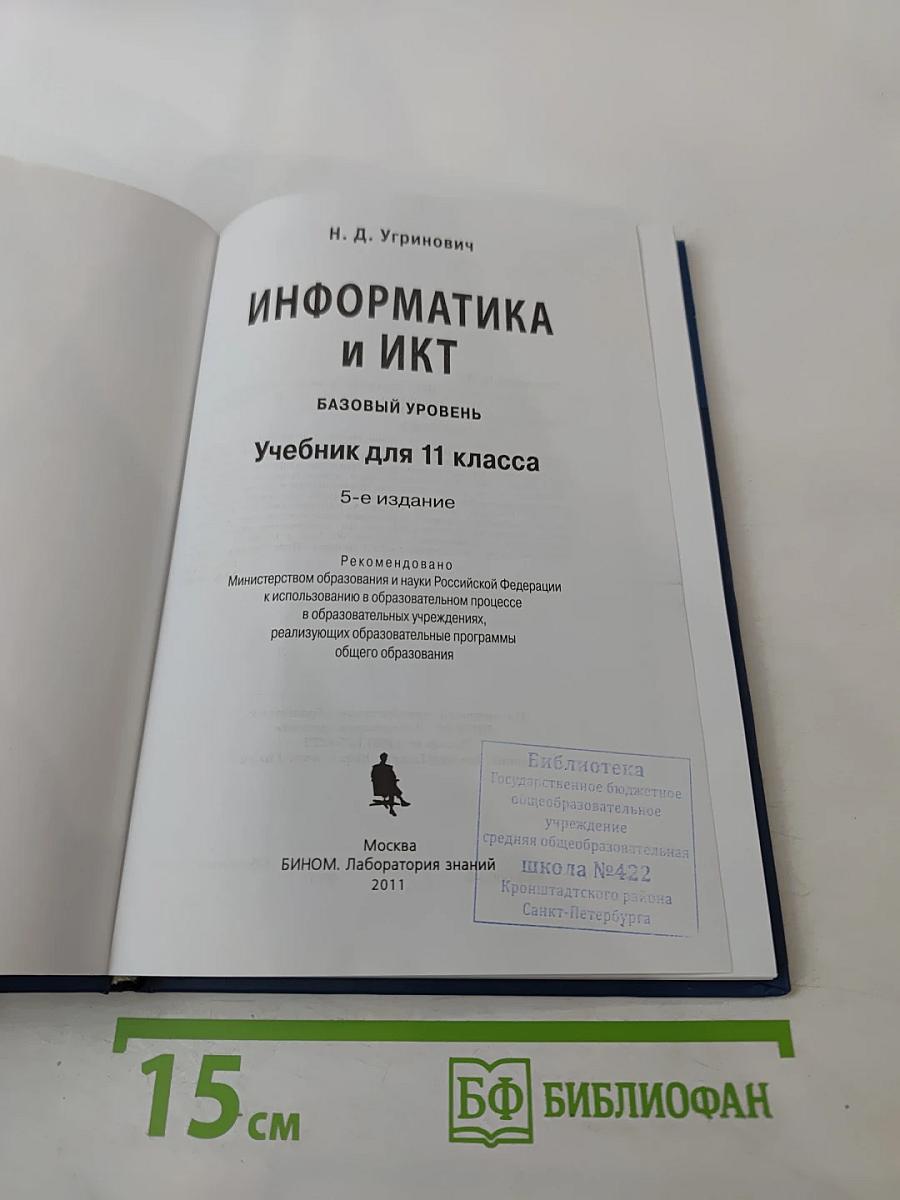 Н. Д. Угринович
ИНФОРМАТИКА
и ИКТ
БАЗОВЫЙ УРОВЕНЬ
Учебник для 11 класса
5-е издание
Рекомендовано
Министерством образования и науки Российской Федерации
к использованию в образовательном процессе
в образовательных учреждениях,
реализующих образовательные программы
общего образования
Москва
БИНОМ. Лаборатория знаний
2011
Библиотека
Государственное бюджетное
общеобразовательное
учреждение
средняя общеобразовательная
школа №422
Кронштадтского района
Санкт-Петербурга
15 см
БФ БИБЛИОФАН